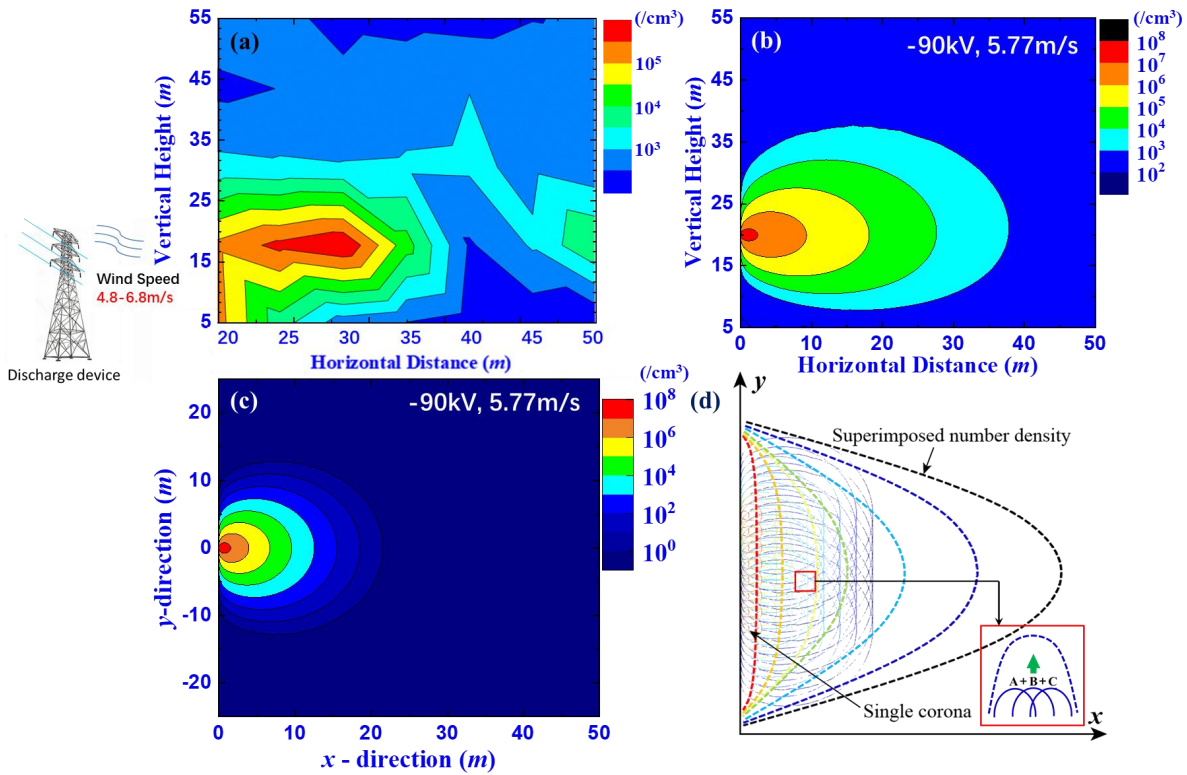 (a)
55
45
35
25
15
5
Vertical Height (m)
20
25
30
35
40
45
50
Horizontal Distance (m)
(/cm³)
10⁵
10⁴
10³
Wind Speed
4.8-6.8m/s
Discharge device
(b)
-90kV, 5.77m/s
55
45
35
25
15
5
Vertical Height (m)
0
10
20
30
40
50
Horizontal Distance (m)
(/cm³)
10⁸
10⁷
10⁶
10⁵
10⁴
10³
10²
(c)
-90kV, 5.77m/s
20
10
0
-10
-20
y-direction (m)
0
10
20
30
40
50
x - direction (m)
(/cm³)
10⁸
10⁶
10⁴
10²
10⁰
(d)
y
Superimposed number density
A + B + C
Single corona
x